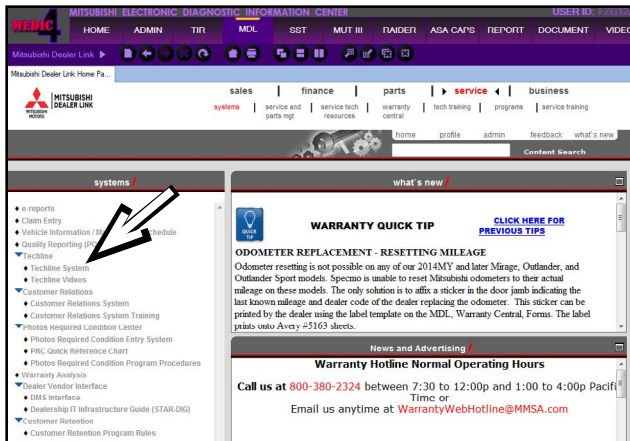 MITSUBISHI ELECTRONIC DIAGNOSTIC INFORMATION CENTER USER ID:
MEDIC 4
HOME ADMIN TIR MDL SST MUT III RAIDER ASA CAPS REPORT DOCUMENT VIDEO
Mitsubishi Dealer Link
Mitsubishi Dealer Link Home Pa...
MITSUBISHI MOTORS
MITSUBISHI DEALER LINK
sales | finance | parts | service | business
systems | service and parts mgt | service tech resources | warranty central | tech training | programs | service training
home profile admin feedback what's new
Content Search
systems /
e-reports
Claim Entry
Vehicle Information / M schedule
Quality Reporting (PO
Techline
Techline System
Techline Videos
Customer Relations
Customer Relations System
Customer Relations System Training
Photos Required Condition Center
Photos Required Condition Entry System
PRC Quick Reference Chart
Photos Required Condition Program Procedures
Warranty Analysis
Dealer Vendor Interface
DMS Interface
Dealership IT Infrastructure Guide (STAR-DIG)
Customer Retention
Customer Retention Program Rules
what's new /
QUICK TIP
WARRANTY QUICK TIP
CLICK HERE FOR
PREVIOUS TIPS
ODOMETER REPLACEMENT - RESETTING MILEAGE
Odometer resetting is not possible on any of our 2014MY and later Mirage, Outlander, and
Outlander Sport models. Specmo is unable to reset Mitsubishi odometers to their actual
mileage on these models. The only solution is to affix a sticker in the door jamb indicating the
last known mileage and dealer code of the dealer replacing the odometer. This sticker can be
printed by the dealer using the label template on the MDL, Warranty Central, Forms. The label
prints onto Avery #5163 sheets.
News and Advertising /
Warranty Hotline Normal Operating Hours
Call us at 800-380-2324 between 7:30 to 12:00p and 1:00 to 4:00p Pacifi
Time or
Email us anytime at WarrantyWebHotline@MMSA.com